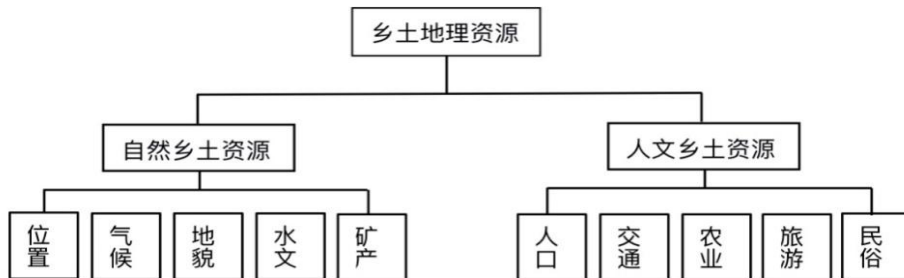 乡土地理资源
自然乡土资源
人文乡土资源
位置
气候
地貌
水文
矿产
人口
交通
农业
旅游
民俗